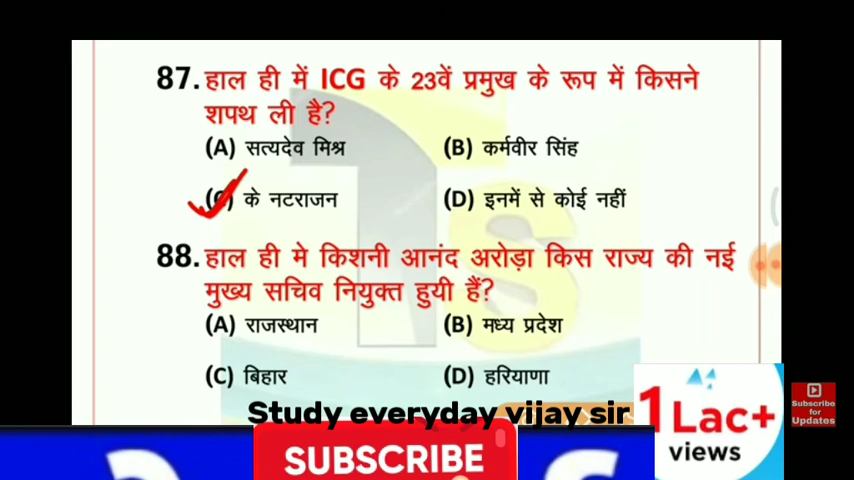 87. हाल ही में ICG के 23वें प्रमुख के रूप में किसने
शपथ ली है?
(A) सत्यदेव मिश्र (B) कर्मवीर सिंह
(C) के नटराजन (D) इनमें से कोई नहीं
88. हाल ही मे किशनी आनंद अरोड़ा किस राज्य की नई
मुख्य सचिव नियुक्त हुयी हैं?
(A) राजस्थान (B) मध्य प्रदेश
(C) बिहार (D) हरियाणा
Study everyday vijay sir
1 Lac+
views
SUBSCRIBE
Subscribe
for
Updates